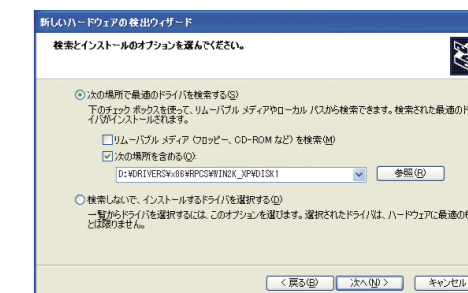 新しいハードウェアの検出ウィザード
検索とインストールのオプションを選んでください。
次の場所で最適のドライバを検索する(S)
下のチェック ボックスを使って、リムーバブル メディアやローカル パスから検索できます。検索された最適のド
イバがインストールされます。
リムーバブル メディア (フロッピー、CD-ROM など) を検索(M)
次の場所を含める(O):
D:¥DRIVERS¥x86¥RPCS¥WIN2K_XP¥DISK1
参照(R)
検索しないで、インストールするドライバを選択する(D)
一覧からドライバを選択するには、このオプションを選びます。選択されたドライバは、ハードウェアに最適のも
とは限りません。
< 戻る(B)
次へ(N) >
キャンセル